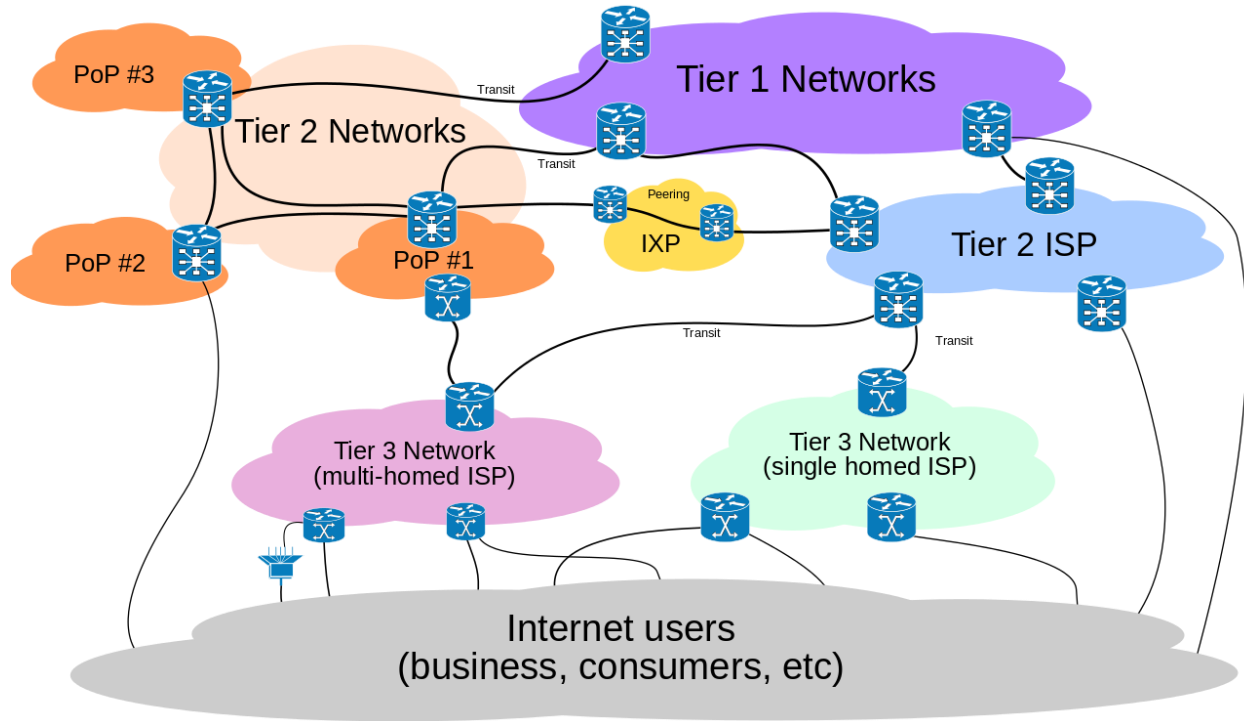 PoP #3
Tier 1 Networks
Transit
Tier 2 Networks
Transit
Peering
IXP
Tier 2 ISP
PoP #2
PoP #1
Transit
Transit
Tier 3 Network
(multi-homed ISP)
Tier 3 Network
(single homed ISP)
Internet users
(business, consumers, etc)